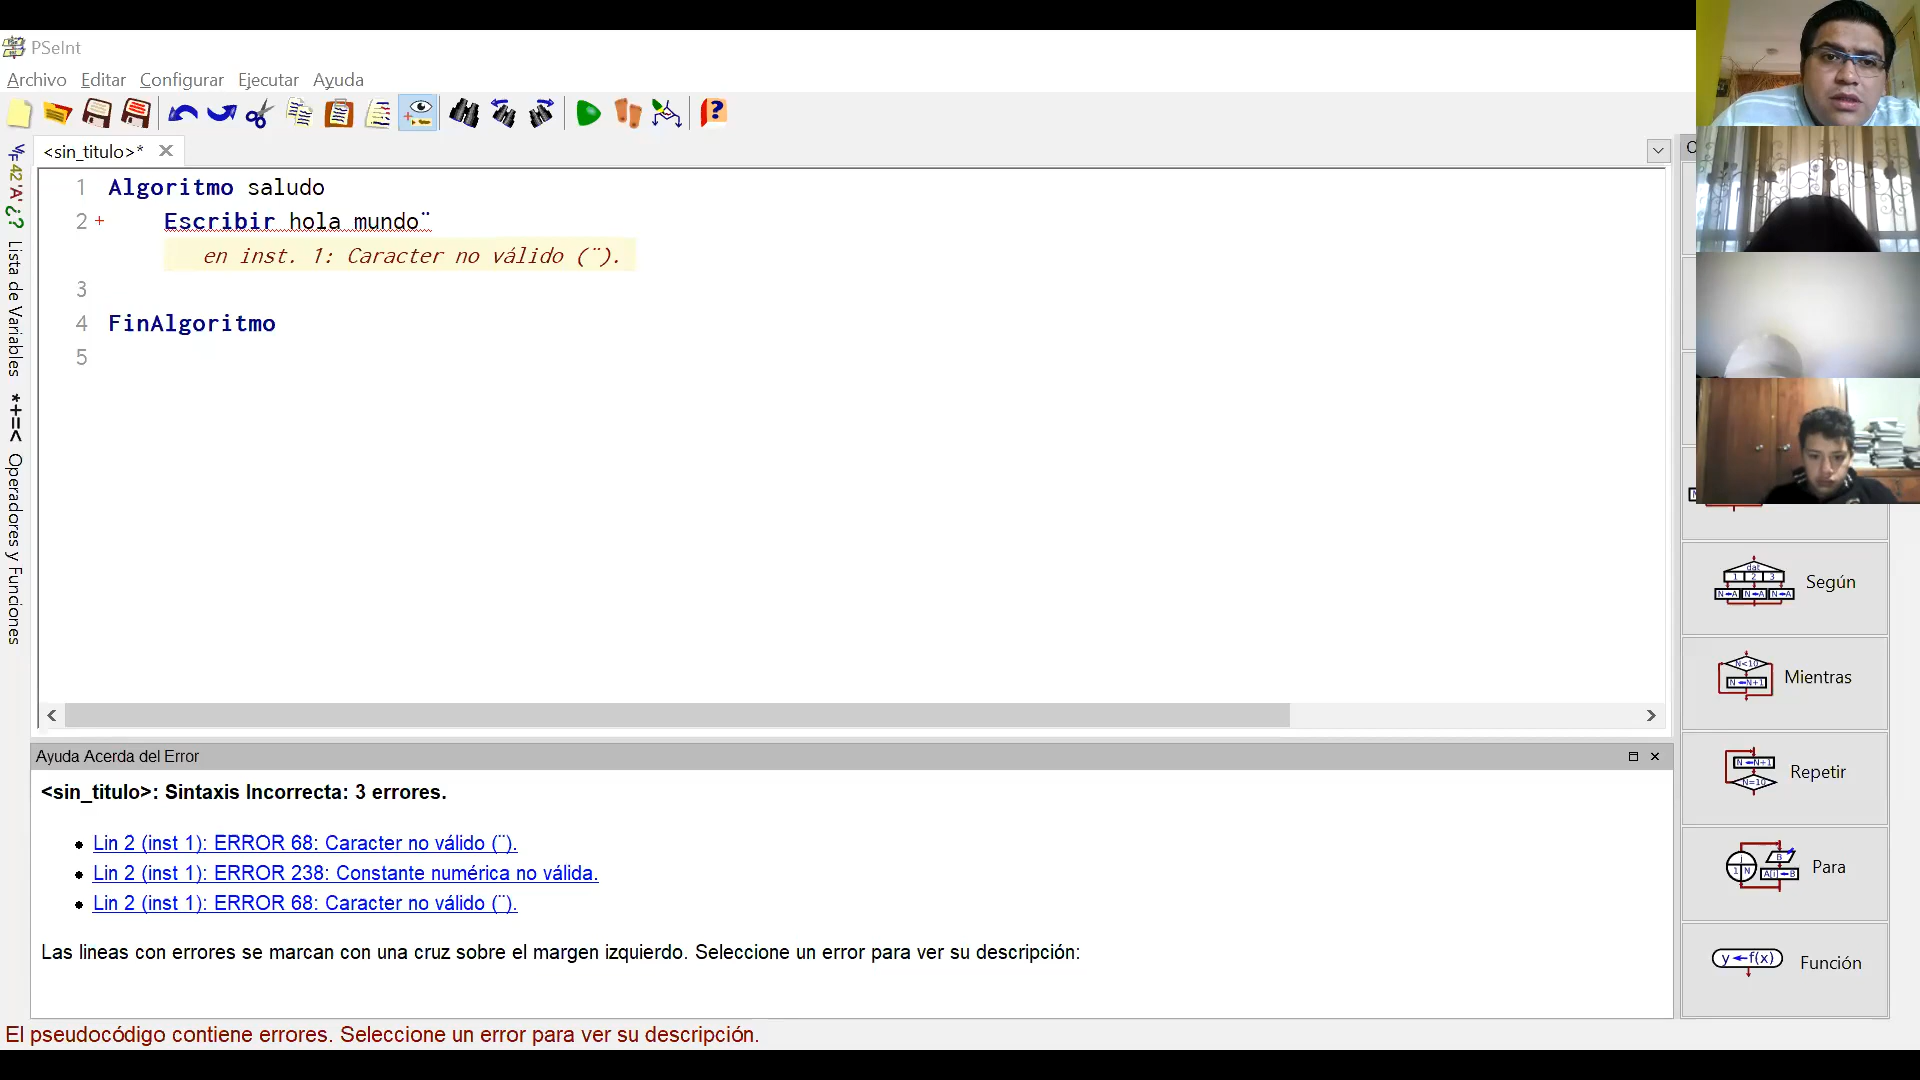 PSeInt
Archivo Editar Configurar Ejecutar Ayuda
<sin_titulo>*
1 Algoritmo saludo
2 + Escribir hola mundo¨
en inst. 1: Caracter no válido (¨).
3
4 FinAlgoritmo
5
Lista de Variables
*+=< Operadores y Funciones
Según
Mientras
Repetir
Para
Función
Ayuda Acerda del Error
<sin_titulo>: Sintaxis Incorrecta: 3 errores.
Lin 2 (inst 1): ERROR 68: Caracter no válido (¨).
Lin 2 (inst 1): ERROR 238: Constante numérica no válida.
Lin 2 (inst 1): ERROR 68: Caracter no válido (¨).
Las lineas con errores se marcan con una cruz sobre el margen izquierdo. Seleccione un error para ver su descripción:
El pseudocódigo contiene errores. Seleccione un error para ver su descripción.